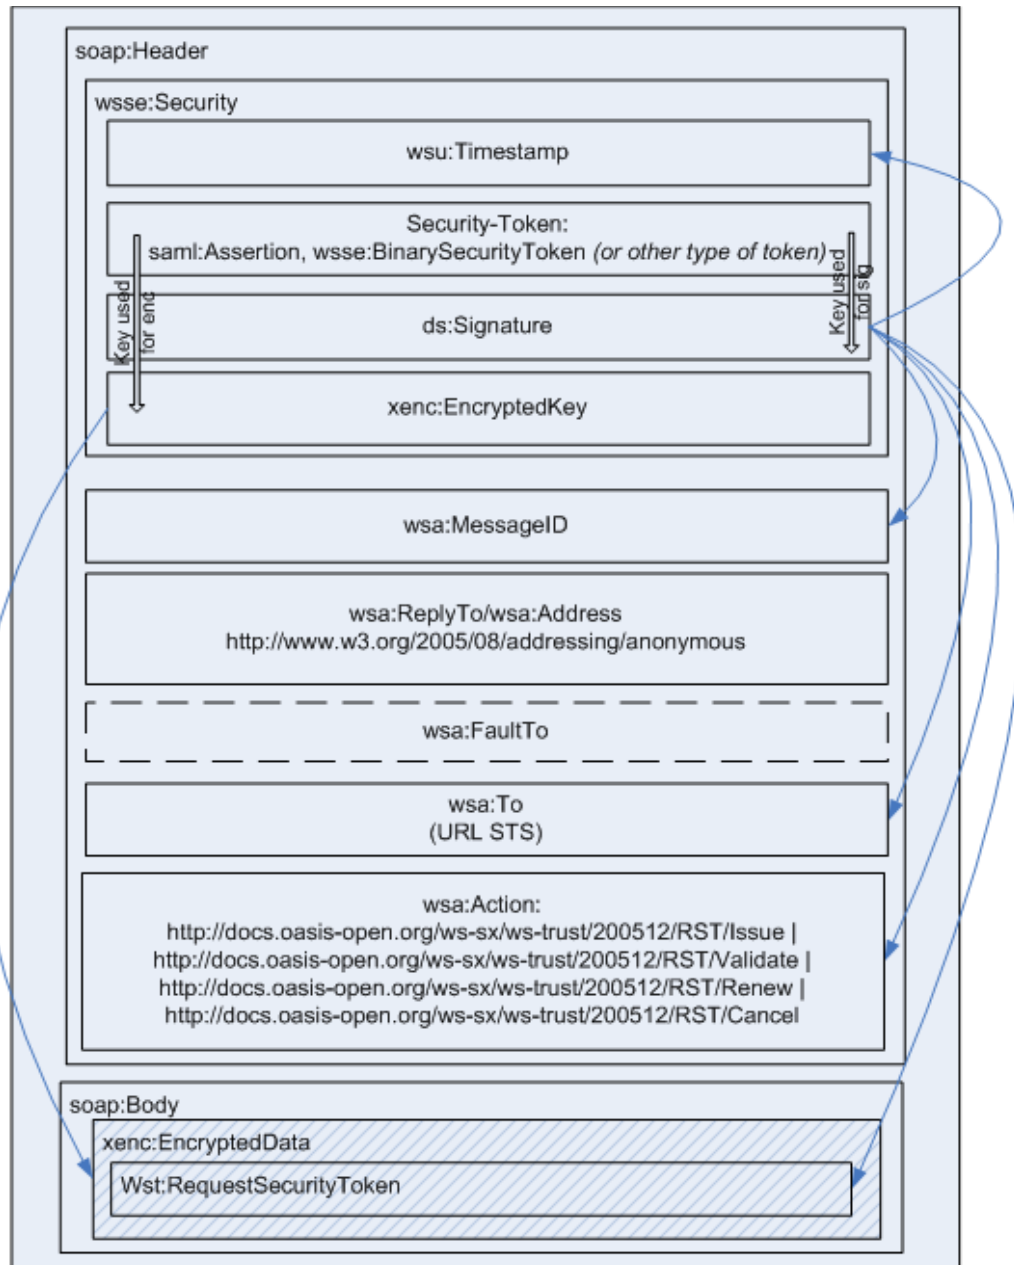 soap:Header
wsse:Security
wsu:Timestamp
Security-Token:
saml:Assertion, wsse:BinarySecurityToken (or other type of token)
Key used
for enc
Key used
for sig
ds:Signature
xenc:EncryptedKey
wsa:MessageID
wsa:ReplyTo/wsa:Address
http://www.w3.org/2005/08/addressing/anonymous
wsa:FaultTo
wsa:To
(URL STS)
wsa:Action:
http://docs.oasis-open.org/ws-sx/ws-trust/200512/RST/Issue |
http://docs.oasis-open.org/ws-sx/ws-trust/200512/RST/Validate |
http://docs.oasis-open.org/ws-sx/ws-trust/200512/RST/Renew |
http://docs.oasis-open.org/ws-sx/ws-trust/200512/RST/Cancel
soap:Body
xenc:EncryptedData
Wst:RequestSecurityToken